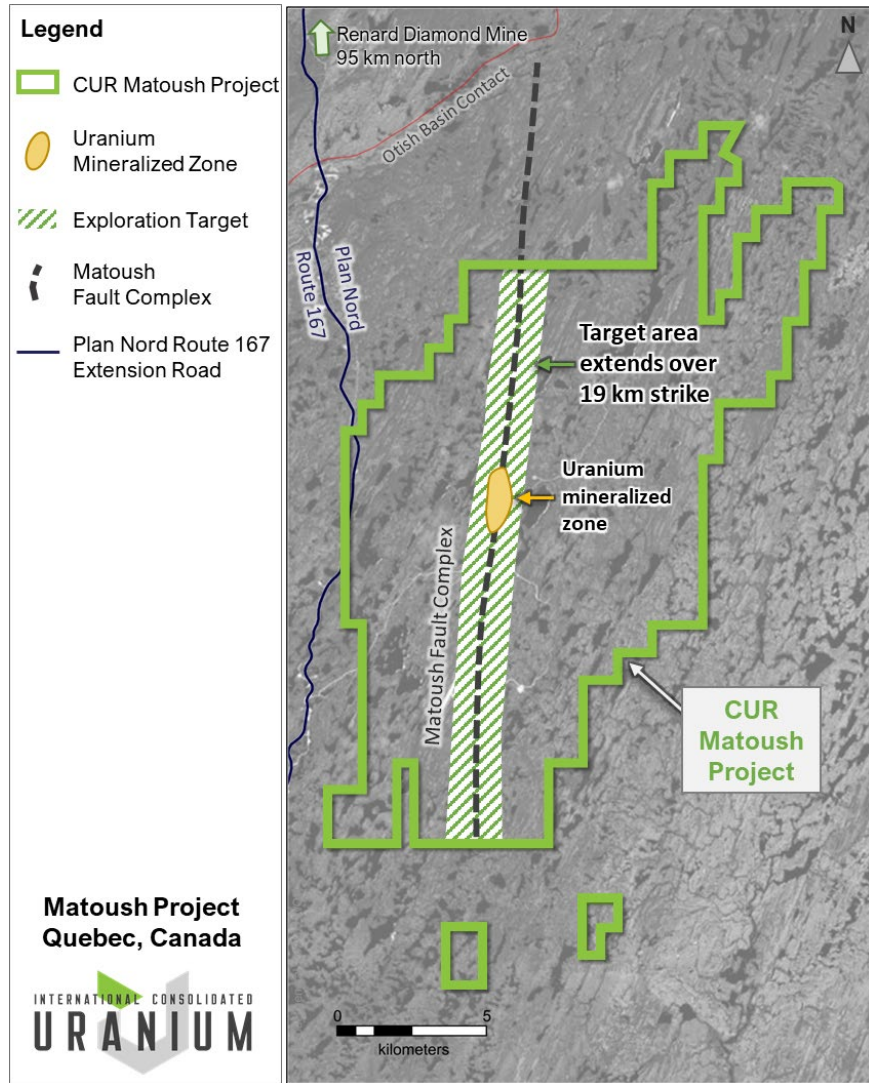 Legend
CUR Matoush Project
Uranium
Mineralized Zone
Exploration Target
Matoush
Fault Complex
Plan Nord Route 167
Extension Road
Matoush Project
Quebec, Canada
INTERNATIONAL CONSOLIDATED
URANIUM
Renard Diamond Mine
95 km north
N
Otish Basin Contact
Plan Nord
Route 167
Target area
extends over
19 km strike
Uranium
mineralized
zone
Matoush Fault Complex
CUR
Matoush
Project
0 5
kilometers